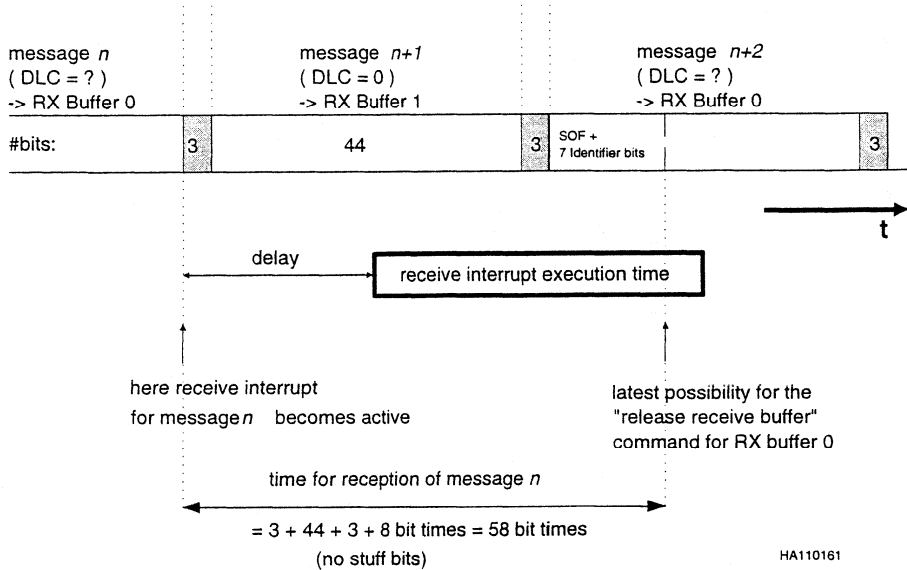 message n
( DLC = ? )
-> RX Buffer 0
message n+1
( DLC = 0 )
-> RX Buffer 1
message n+2
( DLC = ? )
-> RX Buffer 0
#bits:
3
44
3
SOF +
7 Identifier bits
3
t
delay
receive interrupt execution time
here receive interrupt
for message n becomes active
latest possibility for the
"release receive buffer"
command for RX buffer 0
time for reception of message n
= 3 + 44 + 3 + 8 bit times = 58 bit times
(no stuff bits)
HA110161